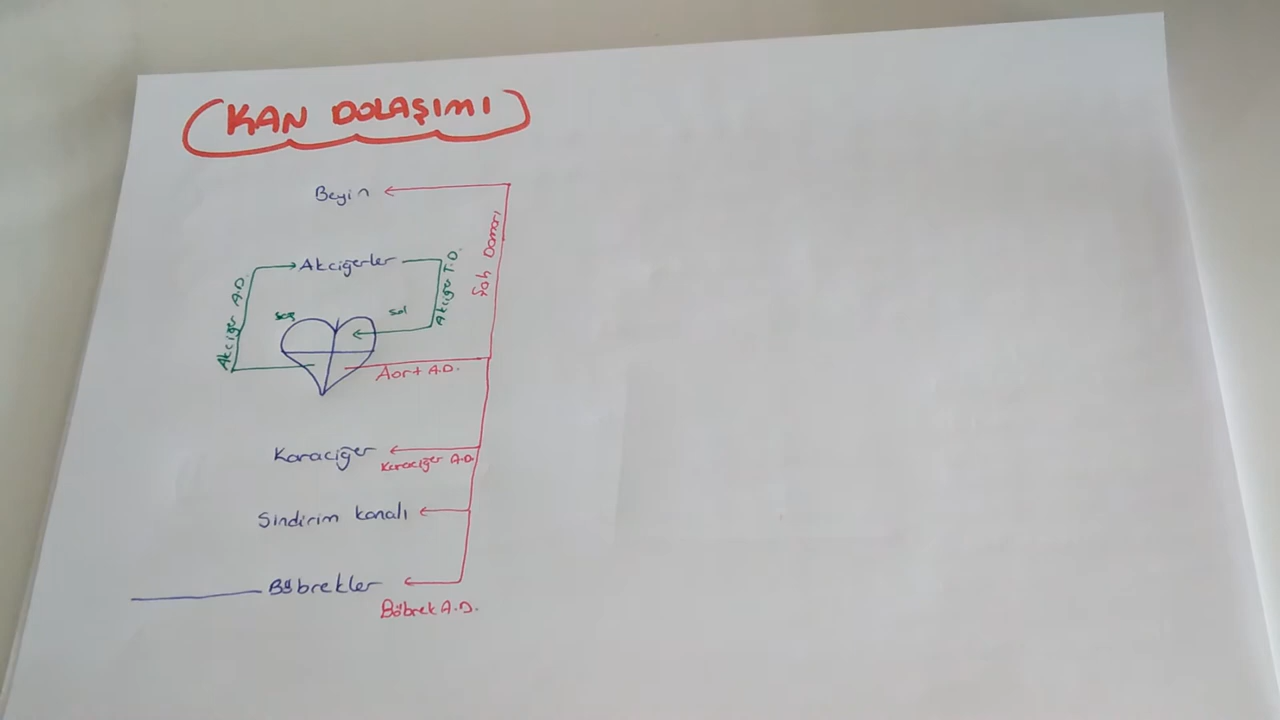 KAN DOLAŞIMI
Beyin
Şah Damarı
Akciğerler
Akciğer A.D.
Akciğer T.D.
sağ
sol
Aort A.D.
Karaciğer
Karaciğer A.D.
Sindirim kanalı
Böbrekler
Böbrek A.D.